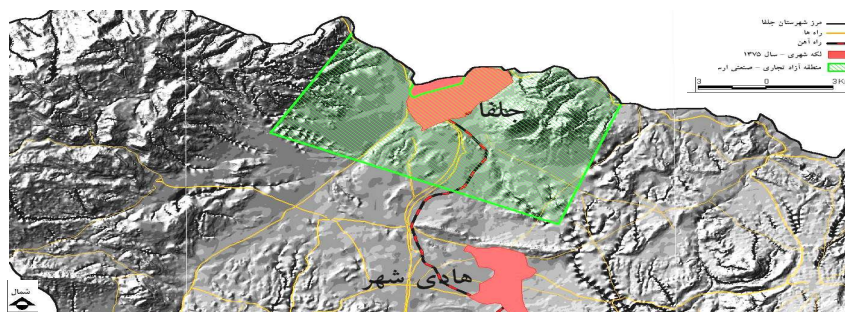 مرز شهرستان جلفا
راه ها
راه آهن
لکه شهری - سال ۱۳۷۵
منطقه آزاد تجاری - صنعتی ارس
3 0 3 K
جلفا
هادی شهر
شمال